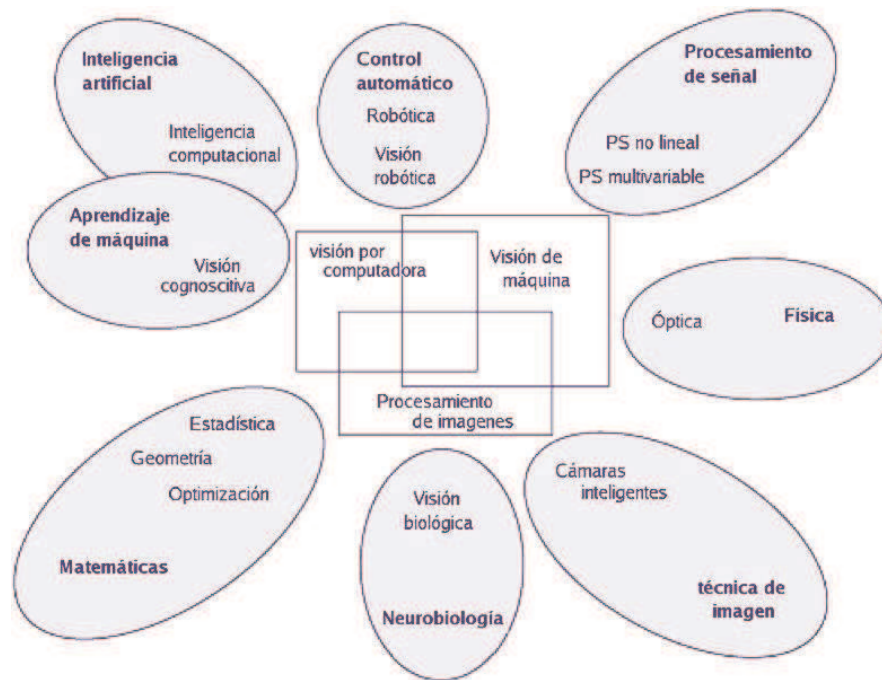 Inteligencia
artificial
Inteligencia
computacional
Control
automático
Robótica
Visión
robótica
Procesamiento
de señal
PS no lineal
PS multivariable
Aprendizaje
de máquina
Visión
cognoscitiva
visión por
computadora
Visión de
máquina
Procesamiento
de imagenes
Óptica
Física
Estadística
Geometría
Optimización
Matemáticas
Visión
biológica
Neurobiología
Cámaras
inteligentes
técnica de
imagen